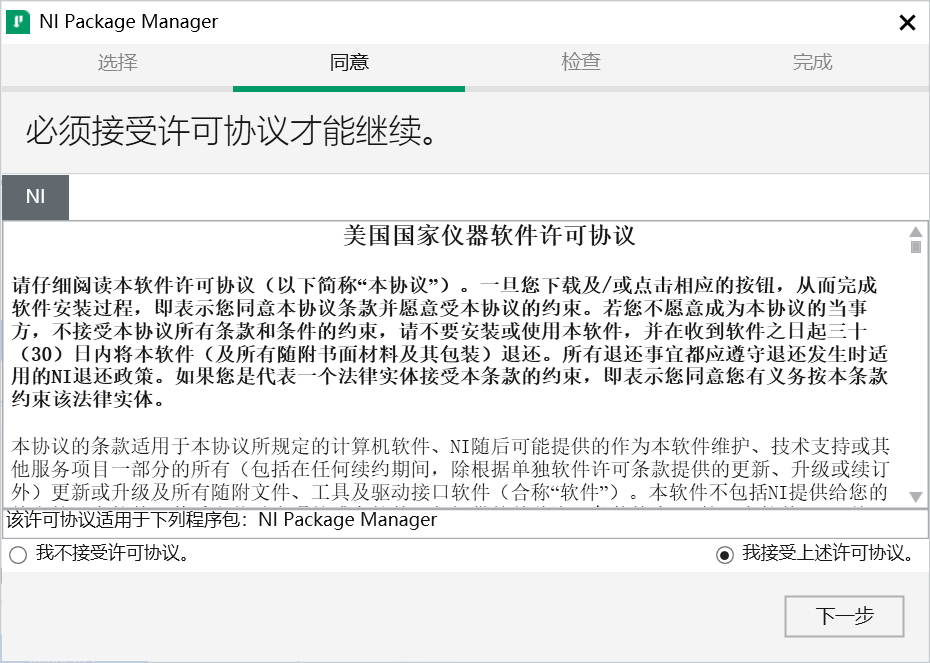 NI Package Manager
选择 同意 检查 完成
必须接受许可协议才能继续。
NI
美国国家仪器软件许可协议
请仔细阅读本软件许可协议（以下简称“本协议”）。一旦您下载及/或点击相应的按钮，从而完成
软件安装过程，即表示您同意本协议条款并愿意受本协议的约束。若您不愿意成为本协议的当事
方，不接受本协议所有条款和条件的约束，请不要安装或使用本软件，并在收到软件之日起三十
（30）日内将本软件（及所有随附书面材料及其包装）退还。所有退还事宜都应遵守退还发生时适
用的NI退还政策。如果您是代表一个法律实体接受本条款的约束，即表示您同意您有义务按本条款
约束该法律实体。
本协议的条款适用于本协议所规定的计算机软件、NI随后可能提供的作为本软件维护、技术支持或其
他服务项目一部分的所有（包括在任何续约期间，除根据单独软件许可条款提供的更新、升级或续订
外）更新或升级及所有随附文件、工具及驱动接口软件（合称“软件”）。本软件不包括NI提供给您的
该许可协议适用于下列程序包：NI Package Manager
我不接受许可协议。 我接受上述许可协议。
下一步